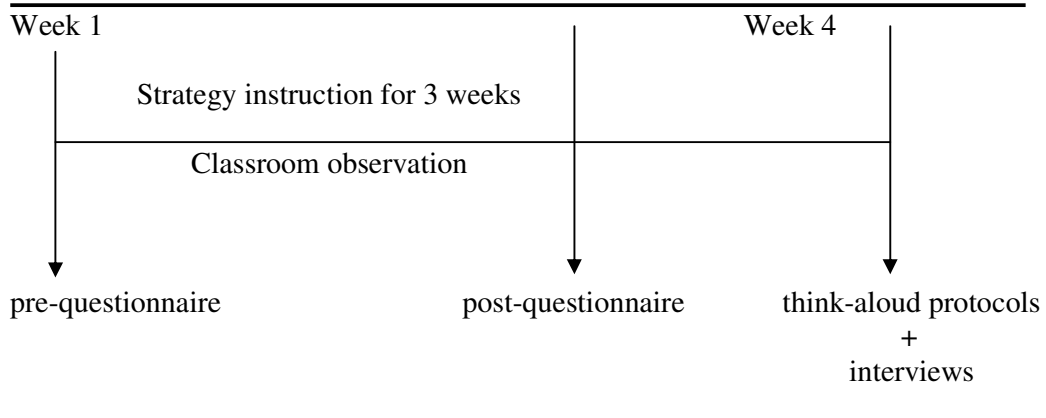 Week 1 Week 4
Strategy instruction for 3 weeks
Classroom observation
pre-questionnaire post-questionnaire think-aloud protocols
+
interviews